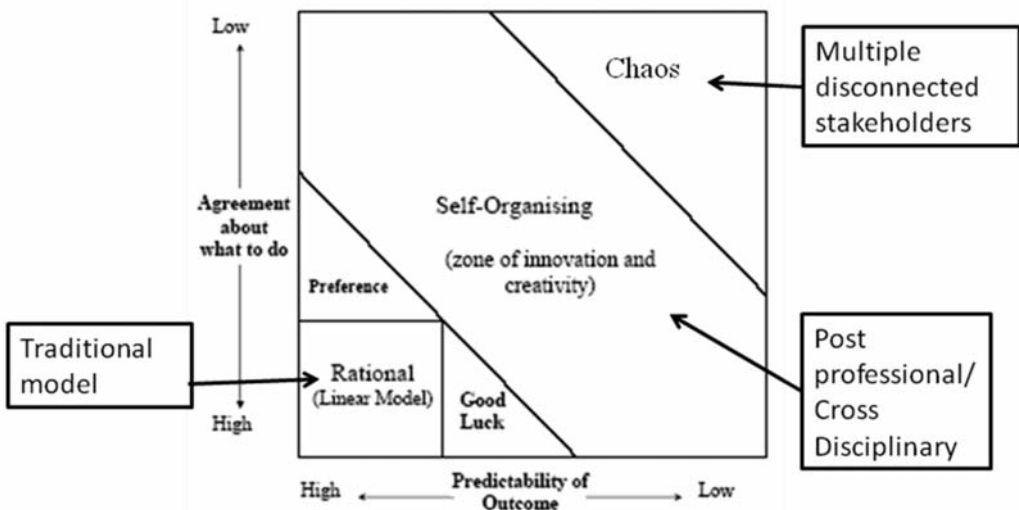 Low
Agreement
about
what to do
High
Chaos
Self-Organising
(zone of innovation and
creativity)
Preference
Rational
(Linear Model)
Good
Luck
High
Predictability of
Outcome
Low
Multiple
disconnected
stakeholders
Traditional
model
Post
professional/
Cross
Disciplinary